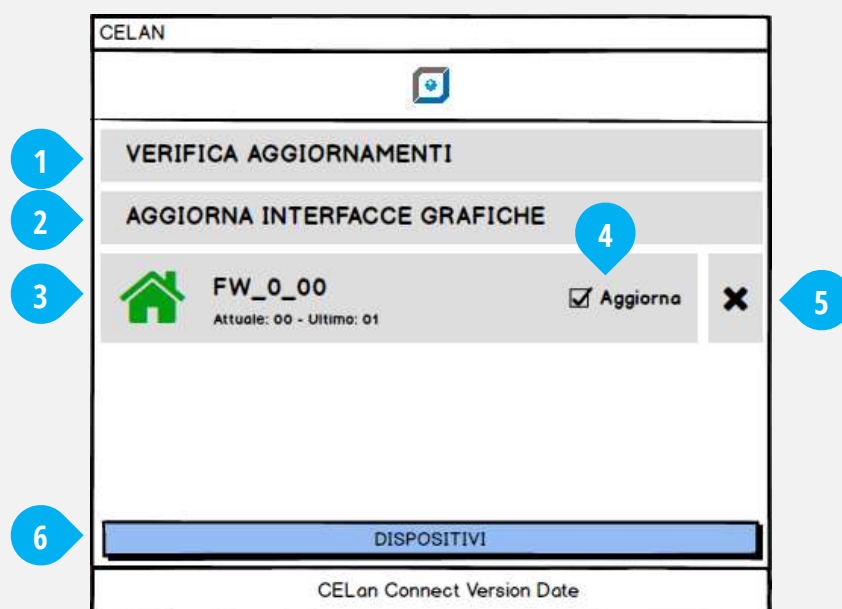 CELAN
1
VERIFICA AGGIORNAMENTI
2
AGGIORNA INTERFACCE GRAFICHE
4
3
FW_0_00
Attuale: 00 - Ultimo: 01
Aggiorna
5
6
DISPOSITIVI
CELan Connect Version Date